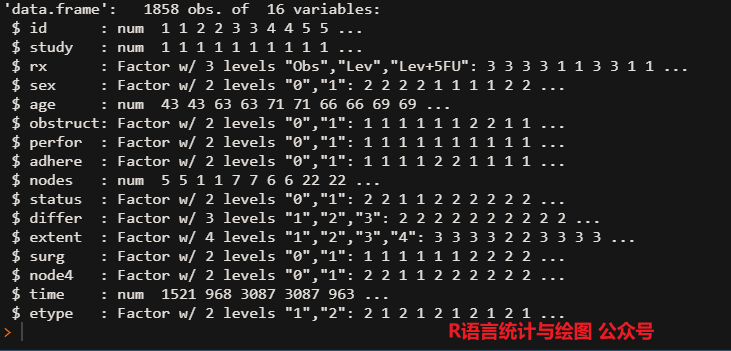 'data.frame':   1858 obs. of  16 variables:
 $ id      : num  1 1 2 2 3 3 4 4 5 5 ...
 $ study   : num  1 1 1 1 1 1 1 1 1 1 ...
 $ rx      : Factor w/ 3 levels "Obs","Lev","Lev+5FU": 3 3 3 3 1 1 3 3 1 1 ...
 $ sex     : Factor w/ 2 levels "0","1": 2 2 2 2 1 1 1 1 2 2 ...
 $ age     : num  43 43 63 63 71 71 66 66 69 69 ...
 $ obstruct: Factor w/ 2 levels "0","1": 1 1 1 1 1 1 2 2 1 1 ...
 $ perfor  : Factor w/ 2 levels "0","1": 1 1 1 1 1 1 1 1 1 1 ...
 $ adhere  : Factor w/ 2 levels "0","1": 1 1 1 1 2 2 1 1 1 1 ...
 $ nodes   : num  5 5 1 1 7 7 6 6 22 22 ...
 $ status  : Factor w/ 2 levels "0","1": 2 2 1 1 2 2 2 2 2 2 ...
 $ differ  : Factor w/ 3 levels "1","2","3": 2 2 2 2 2 2 2 2 2 2 ...
 $ extent  : Factor w/ 4 levels "1","2","3","4": 3 3 3 3 2 2 3 3 3 3 ...
 $ surg    : Factor w/ 2 levels "0","1": 1 1 1 1 1 1 2 2 2 2 ...
 $ node4   : Factor w/ 2 levels "0","1": 2 2 1 1 2 2 2 2 2 2 ...
 $ time    : num  1521 968 3087 3087 963 ...
 $ etype   : Factor w/ 2 levels "1","2": 2 1 2 1 2 1 2 1 2 1 ...
>
R语言统计与绘图 公众号